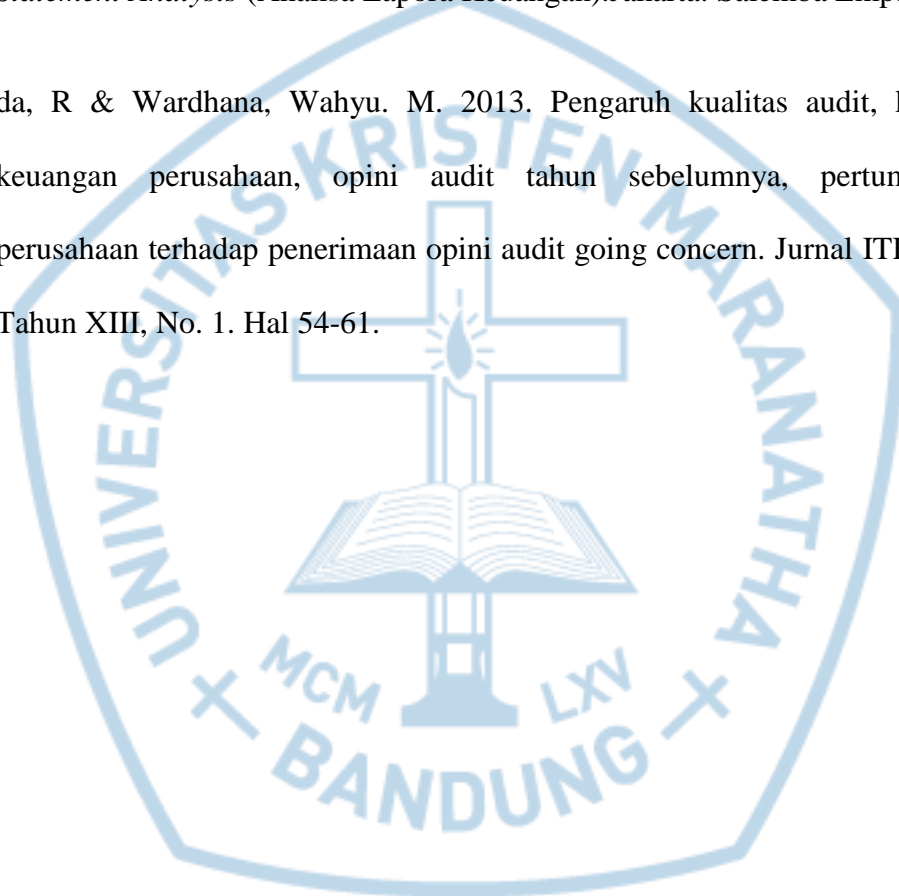 Statement Analysis (Analisa Lapora Keuangan).Jakarta: Salemba Emp
da, R & Wardhana, Wahyu. M. 2013. Pengaruh kualitas audit,
keuangan perusahaan, opini audit tahun sebelumnya, pertum
perusahaan terhadap penerimaan opini audit going concern. Jurnal
Tahun XIII, No. 1. Hal 54-61.
UNIVERSITAS KRISTEN MARANATHA
MCM LXV
BANDUNG